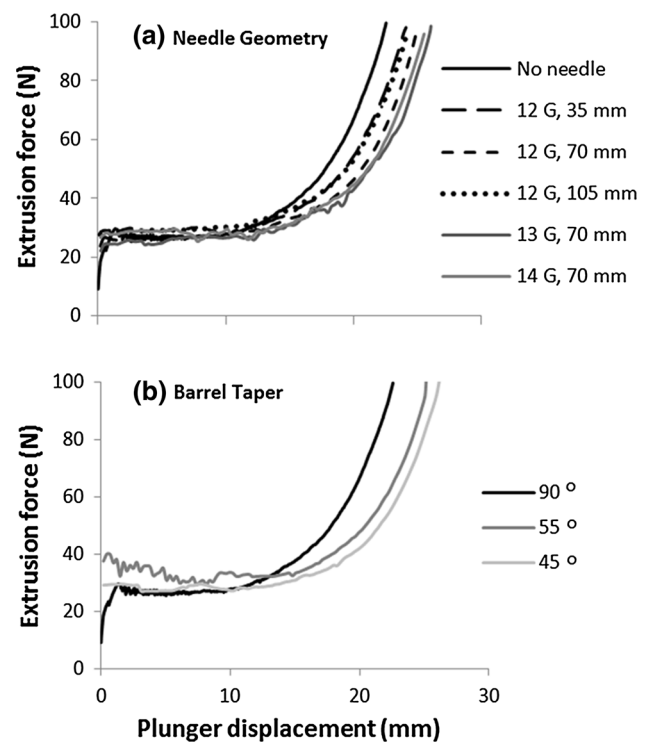 (a) Needle Geometry
Extrusion force (N)
100
80
60
40
20
0
No needle
12 G, 35 mm
12 G, 70 mm
12 G, 105 mm
13 G, 70 mm
14 G, 70 mm
(b) Barrel Taper
Extrusion force (N)
100
80
60
40
20
0
90 °
55 °
45 °
0 10 20 30
Plunger displacement (mm)